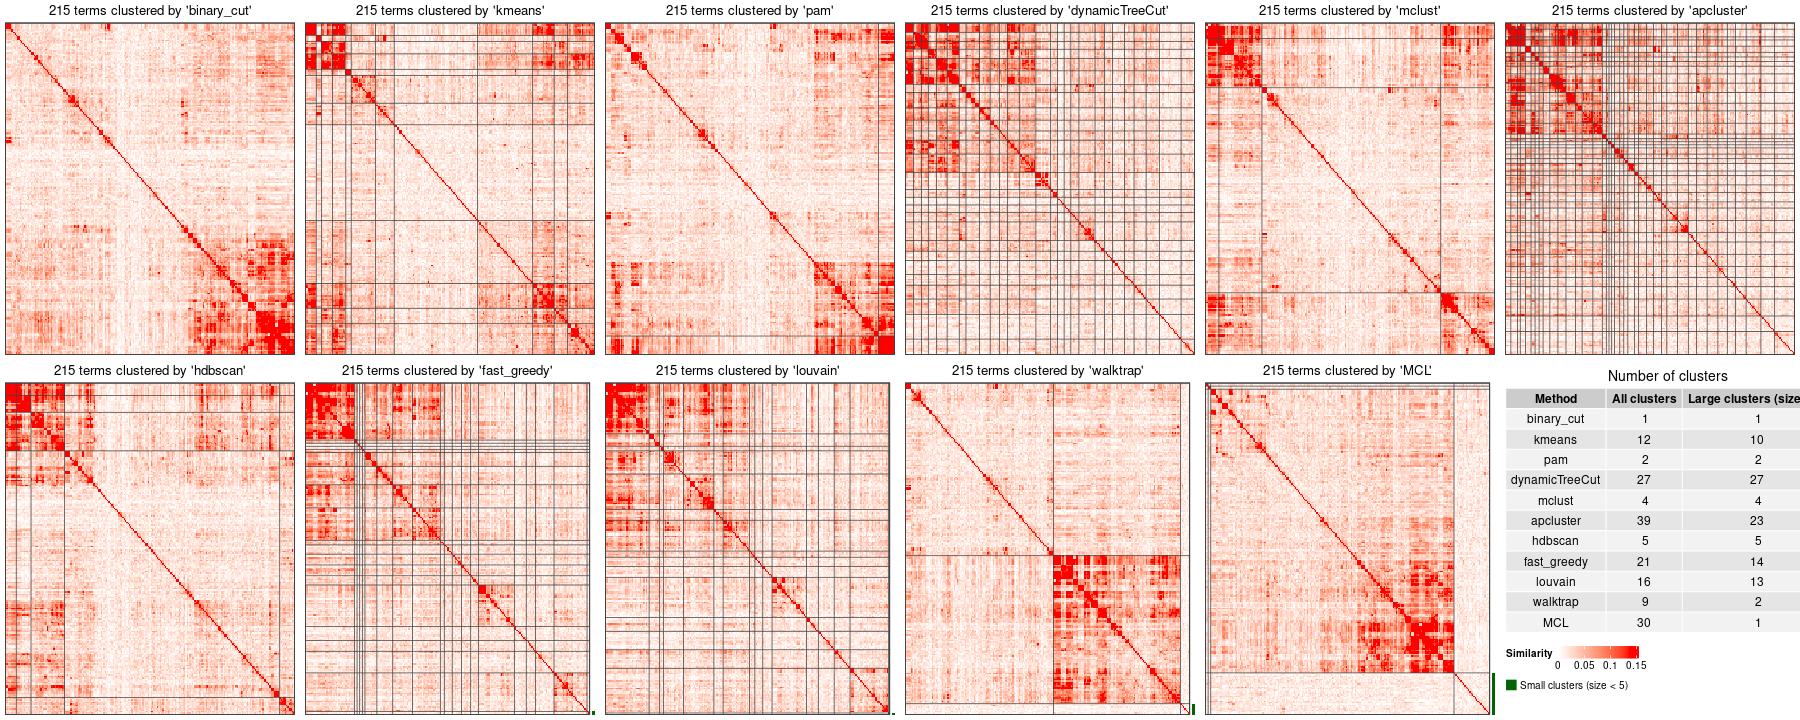 215 terms clustered by 'binary_cut'
215 terms clustered by 'kmeans'
215 terms clustered by 'pam'
215 terms clustered by 'dynamicTreeCut'
215 terms clustered by 'mclust'
215 terms clustered by 'apcluster'
215 terms clustered by 'hdbscan'
215 terms clustered by 'fast_greedy'
215 terms clustered by 'louvain'
215 terms clustered by 'walktrap'
215 terms clustered by 'MCL'
Number of clusters
Method All clusters Large clusters (size
binary_cut 1 1
kmeans 12 10
pam 2 2
dynamicTreeCut 27 27
mclust 4 4
apcluster 39 23
hdbscan 5 5
fast_greedy 21 14
louvain 16 13
walktrap 9 2
MCL 30 1
Similarity
0 0.05 0.1 0.15
Small clusters (size < 5)